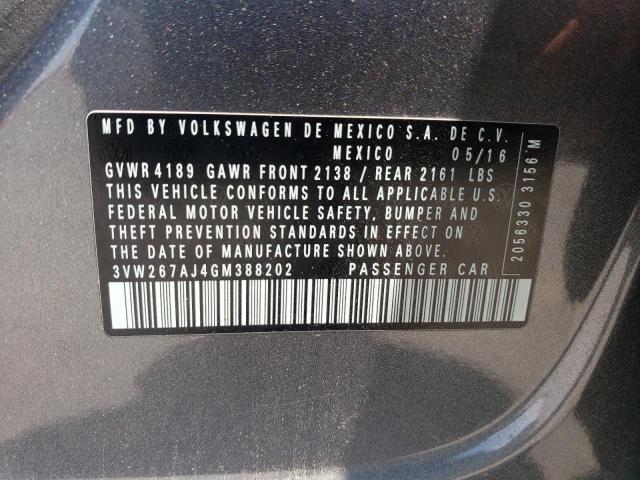 MFD BY VOLKSWAGEN DE MEXICO S.A. DE C.V.
MEXICO 05/16
GVWR 4189 GAWR FRONT 2138 / REAR 2161 LBS
THIS VEHICLE CONFORMS TO ALL APPLICABLE U.S.
FEDERAL MOTOR VEHICLE SAFETY, BUMPER AND
THEFT PREVENTION STANDARDS IN EFFECT ON
THE DATE OF MANUFACTURE SHOWN ABOVE.
3VW267AJ4GM388202 PASSENGER CAR
2056330 3156 M